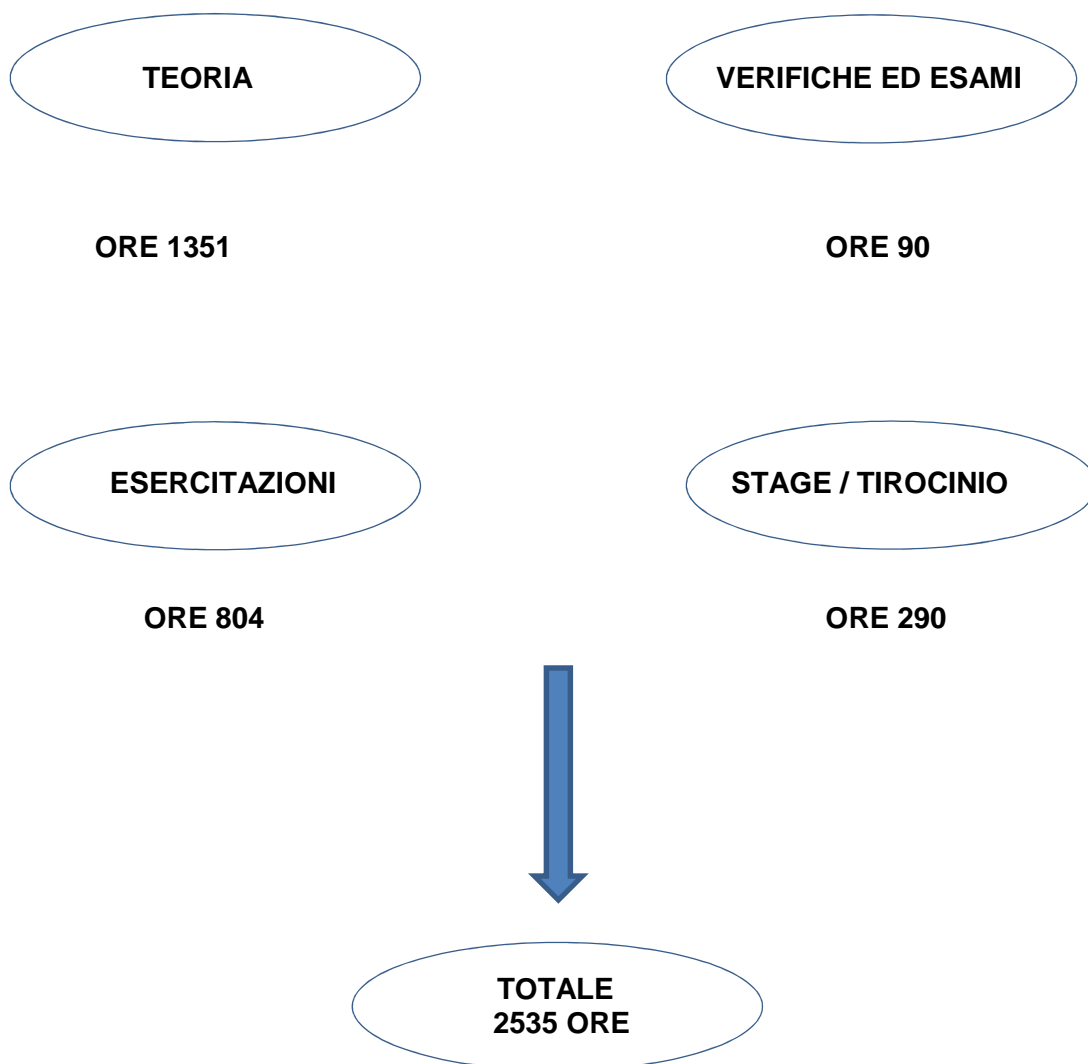 TEORIA
VERIFICHE ED ESAMI
ORE 1351
ORE 90
ESERCITAZIONI
STAGE / TIROCINIO
ORE 804
ORE 290
TOTALE
2535 ORE